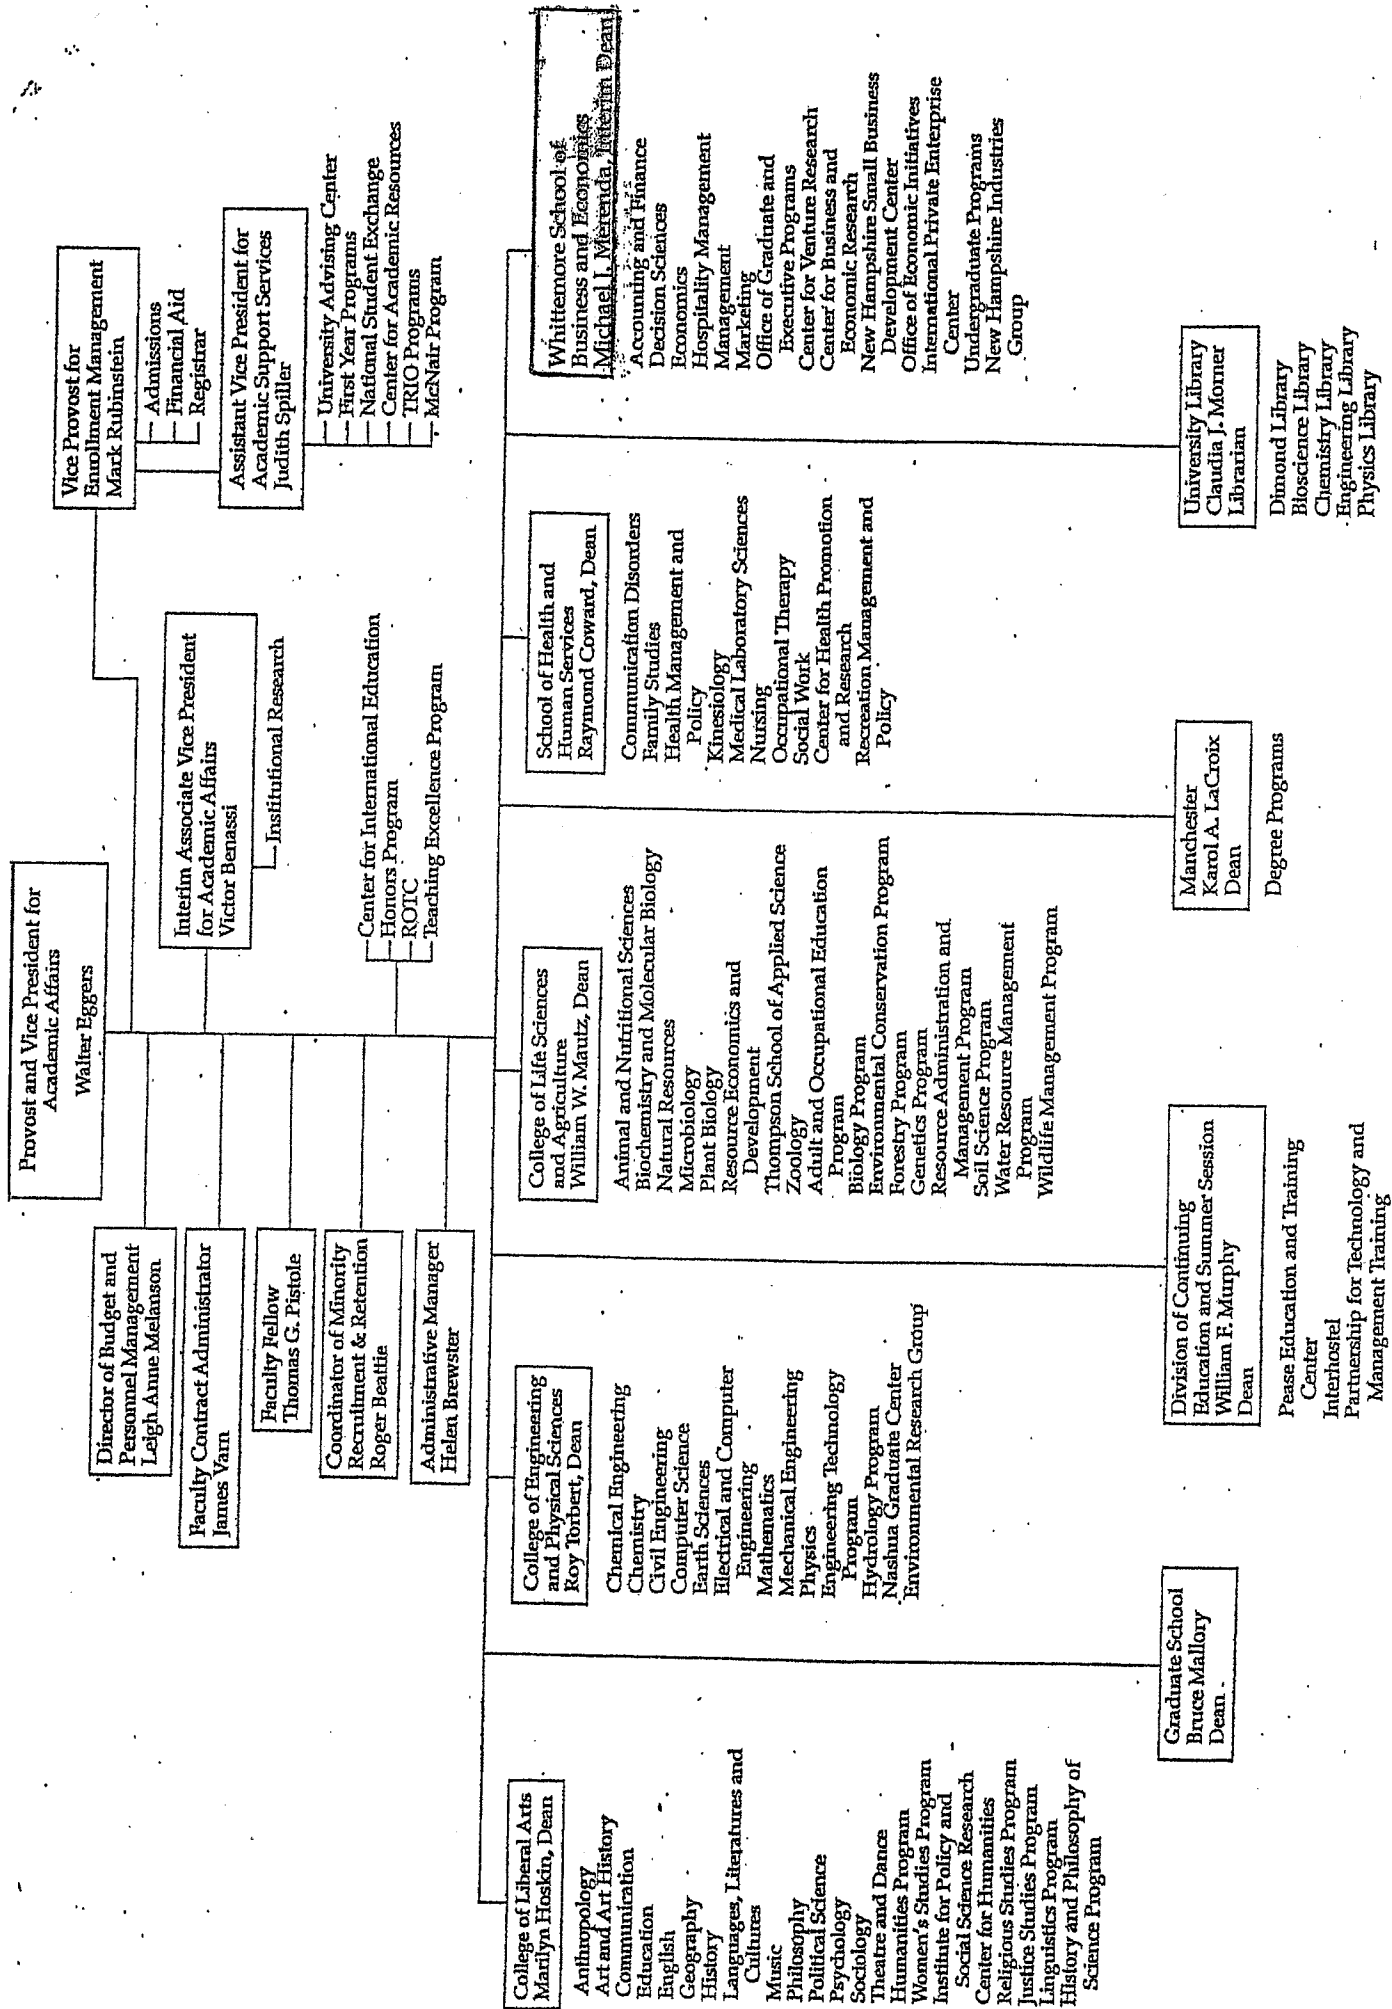 Provost and Vice President for
Academic Affairs
Walter Eggers
Director of Budget and
Personnel Management
Leigh Anne Melanson
Faculty Contract Administrator
James Varn
Faculty Fellow
Thomas G. Pistole
Coordinator of Minority
Recruitment & Retention
Roger Beattie
Administrative Manager
Helen Brewster
Interim Associate Vice President
for Academic Affairs
Victor Benassi
Institutional Research
Center for International Education
Honors Program
ROTC
Teaching Excellence Program
Vice Provost for
Enrollment Management
Mark Rubinstein
Admissions
Financial Aid
Registrar
Assistant Vice President for
Academic Support Services
Judith Spiller
University Advising Center
First Year Programs
National Student Exchange
Center for Academic Resources
TRIO Programs
McNair Program
College of Liberal Arts
Marilyn Hoskin, Dean
Anthropology
Art and Art History
Communication
Education
English
Geography
History
Languages, Literatures and
Cultures
Music
Philosophy
Political Science
Psychology
Sociology
Theatre and Dance
Humanities Program
Women's Studies Program
Institute for Policy and
Social Science Research
Center for Humanities
Religious Studies Program
Justice Studies Program
Linguistics Program
History and Philosophy of
Science Program
College of Engineering
and Physical Sciences
Roy Torbert, Dean
Chemical Engineering
Chemistry
Civil Engineering
Computer Science
Earth Sciences
Electrical and Computer
Engineering
Mathematics
Mechanical Engineering
Physics
Engineering Technology
Program
Hydrology Program
Nashua Graduate Center
Environmental Research Group
College of Life Sciences
and Agriculture
William W. Mautz, Dean
Animal and Nutritional Sciences
Biochemistry and Molecular Biology
Natural Resources
Microbiology
Plant Biology
Resource Economics and
Development
Thompson School of Applied Science
Zoology
Adult and Occupational Education
Program
Biology Program
Environmental Conservation Program
Forestry Program
Genetics Program
Resource Administration and
Management Program
Soil Science Program
Water Resource Management
Program
Wildlife Management Program
School of Health and
Human Services
Raymond Coward, Dean
Communication Disorders
Family Studies
Health Management and
Policy
Kinesiology
Medical Laboratory Sciences
Nursing
Occupational Therapy
Social Work
Center for Health Promotion
and Research
Recreation Management and
Policy
Whittemore School of
Business and Economics
Michael J. Merenda, Interim Dean
Accounting and Finance
Decision Sciences
Economics
Hospitality Management
Management
Marketing
Office of Graduate and
Executive Programs
Center for Venture Research
Center for Business and
Economic Research
New Hampshire Small Business
Development Center
Office of Economic Initiatives
International Private Enterprise
Center
Undergraduate Programs
New Hampshire Industries
Group
Graduate School
Bruce Mallory
Dean
Division of Continuing
Education and Summer Session
William F. Murphy
Dean
Pease Education and Training
Center
Interhostel
Partnership for Technology and
Management Training
Manchester
Karol A. LaCroix
Dean
Degree Programs
University Library
Claudia J. Morner
Librarian
Dimond Library
Bioscience Library
Chemistry Library
Engineering Library
Physics Library